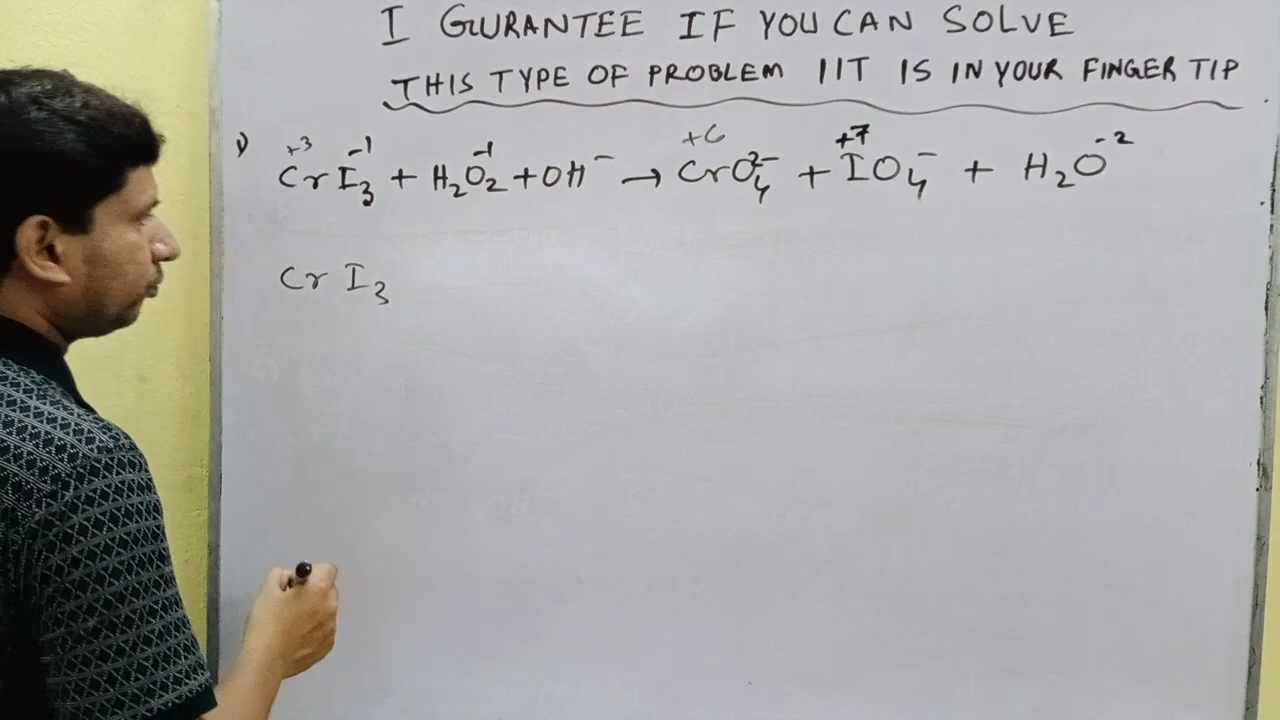 I GURANTEE IF YOU CAN SOLVE
THIS TYPE OF PROBLEM IIT IS IN YOUR FINGER TIP
1) +3 -1 -1 +6 +7 -2
CrI₃ + H₂O₂ + OH⁻ → CrO₄²⁻ + IO₄⁻ + H₂O
CrI₃